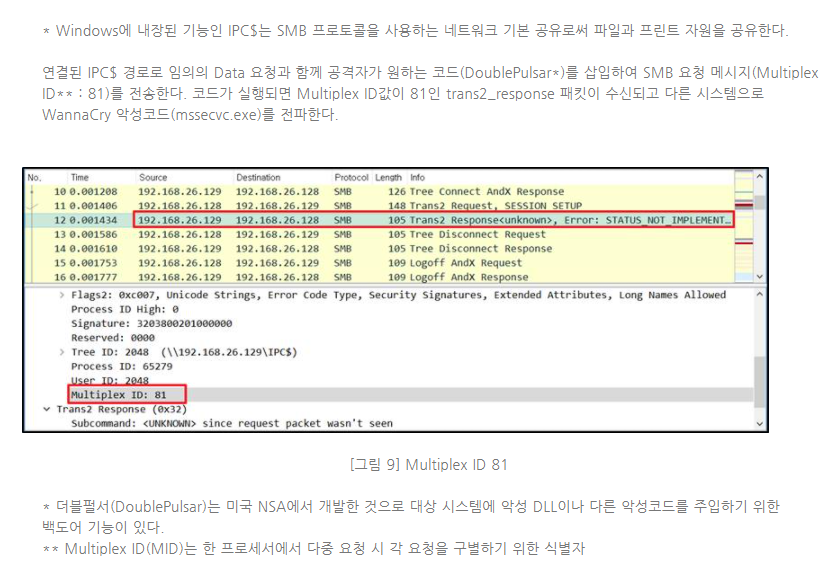 * Windows에 내장된 기능인 IPC$는 SMB 프로토콜을 사용하는 네트워크 기본 공유로써 파일과 프린트 자원을 공유한다.
연결된 IPC$ 경로로 임의의 Data 요청과 함께 공격자가 원하는 코드(DoublePulsar*)를 삽입하여 SMB 요청 메시지(Multiplex
ID** : 81)를 전송한다. 코드가 실행되면 Multiplex ID값이 81인 trans2_response 패킷이 수신되고 다른 시스템으로
WannaCry 악성코드(mssecvc.exe)를 전파한다.
No. Time Source Destination Protocol Length Info
10 0.001208 192.168.26.129 192.168.26.128 SMB 126 Tree Connect AndX Response
11 0.001406 192.168.26.128 192.168.26.129 SMB 148 Trans2 Request, SESSION_SETUP
12 0.001434 192.168.26.129 192.168.26.128 SMB 105 Trans2 Response<unknown>, Error: STATUS_NOT_IMPLEMENT…
13 0.001586 192.168.26.128 192.168.26.129 SMB 105 Tree Disconnect Request
14 0.001610 192.168.26.129 192.168.26.128 SMB 105 Tree Disconnect Response
15 0.001753 192.168.26.128 192.168.26.129 SMB 109 Logoff AndX Request
16 0.001777 192.168.26.129 192.168.26.128 SMB 109 Logoff AndX Response
Flags2: 0xc007, Unicode Strings, Error Code Type, Security Signatures, Extended Attributes, Long Names Allowed
Process ID High: 0
Signature: 3203800201000000
Reserved: 0000
Tree ID: 2048 (\\192.168.26.129\IPC$)
Process ID: 65279
User ID: 2048
Multiplex ID: 81
Trans2 Response (0x32)
Subcommand: <UNKNOWN> since request packet wasn't seen
[그림 9] Multiplex ID 81
* 더블펄서(DoublePulsar)는 미국 NSA에서 개발한 것으로 대상 시스템에 악성 DLL이나 다른 악성코드를 주입하기 위한
백도어 기능이 있다.
** Multiplex ID(MID)는 한 프로세서에서 다중 요청 시 각 요청을 구별하기 위한 식별자